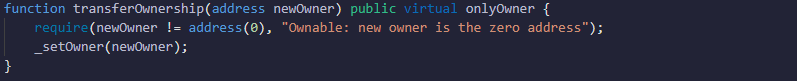 function transferOwnership(address newOwner) public virtual onlyOwner {
    require(newOwner != address(0), "Ownable: new owner is the zero address");
    _setOwner(newOwner);
}